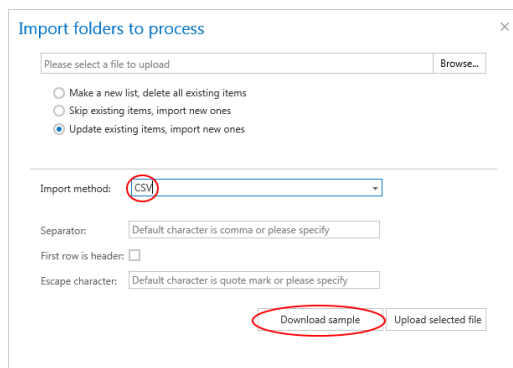 Import folders to process
Please select a file to upload Browse...
Make a new list, delete all existing items
Skip existing items, import new ones
Update existing items, import new ones
Import method: CSV
Separator: Default character is comma or please specify
First row is header:
Escape character: Default character is quote mark or please specify
Download sample Upload selected file